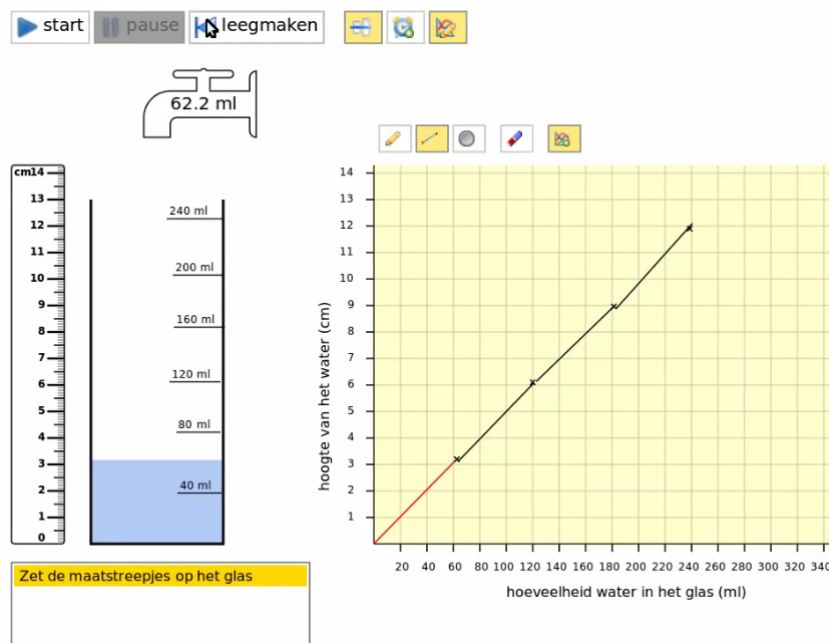 start pause leegmaken
62.2 ml
cm14
13
12
11
10
9
8
7
6
5
4
3
2
1
0
240 ml
200 ml
160 ml
120 ml
80 ml
40 ml
Zet de maatstreepjes op het glas
hoogte van het water (cm)
14
13
12
11
10
9
8
7
6
5
4
3
2
1
20 40 60 80 100 120 140 160 180 200 220 240 260 280 300 320 340
hoeveelheid water in het glas (ml)